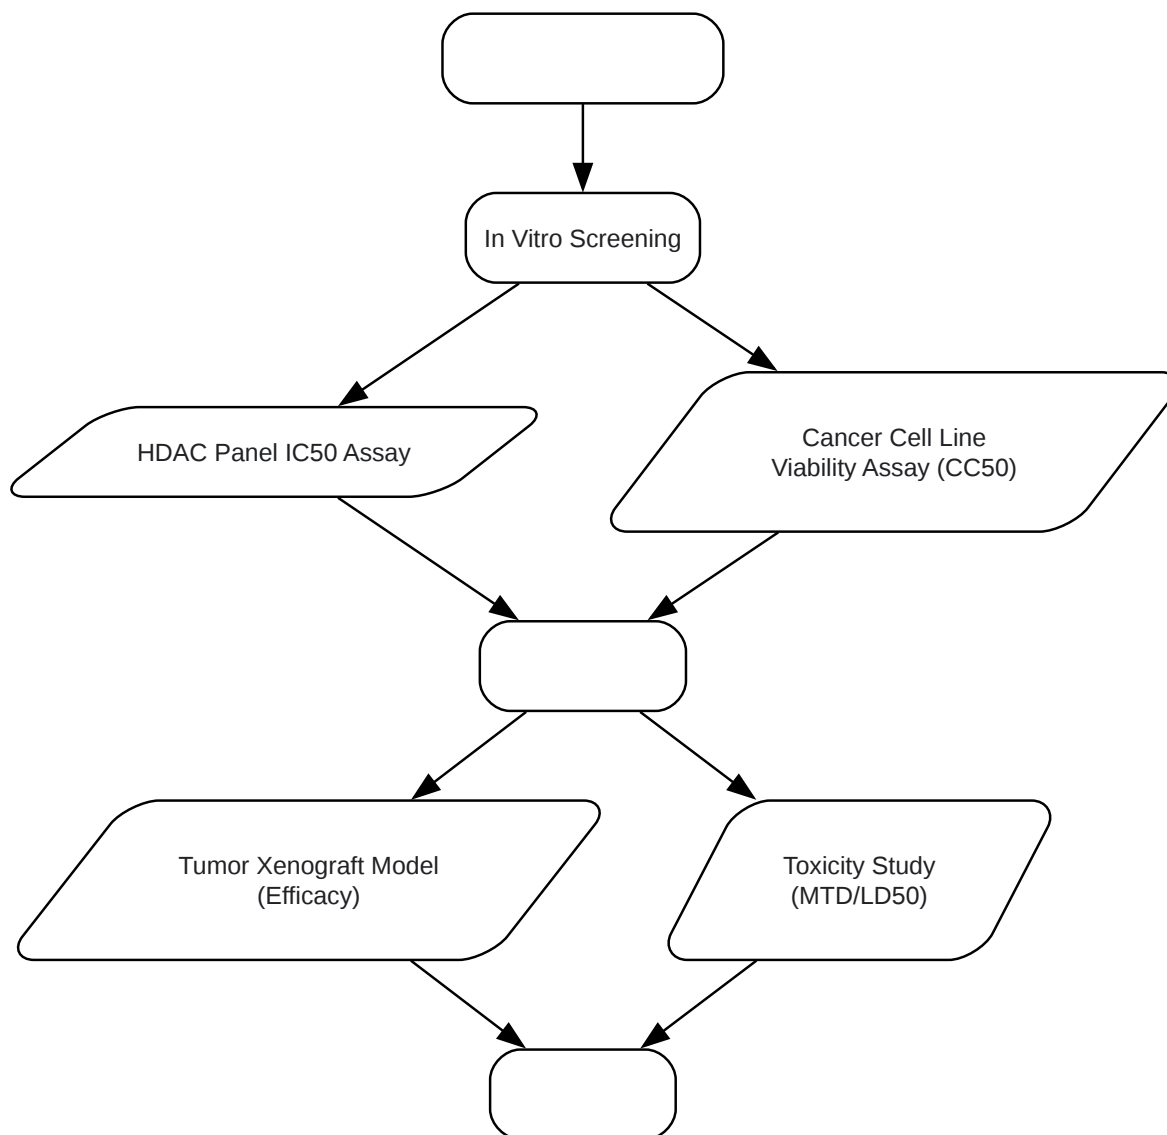 In Vitro Screening
HDAC Panel IC50 Assay
Cancer Cell Line
Viability Assay (CC50)
Tumor Xenograft Model
(Efficacy)
Toxicity Study
(MTD/LD50)